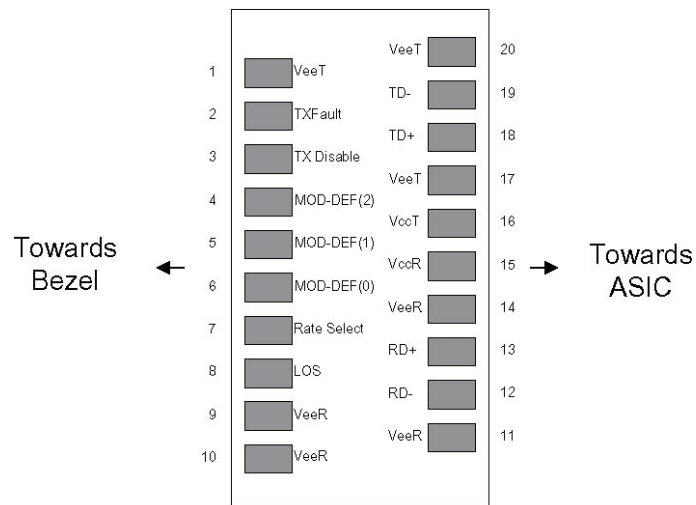 1 VeeT
2 TXFault
3 TX Disable
4 MOD-DEF(2)
5 MOD-DEF(1)
6 MOD-DEF(0)
7 Rate Select
8 LOS
9 VeeR
10 VeeR
VeeT 20
TD- 19
TD+ 18
VeeT 17
VccT 16
VccR 15
VeeR 14
RD+ 13
RD- 12
VeeR 11
Towards
Bezel
Towards
ASIC